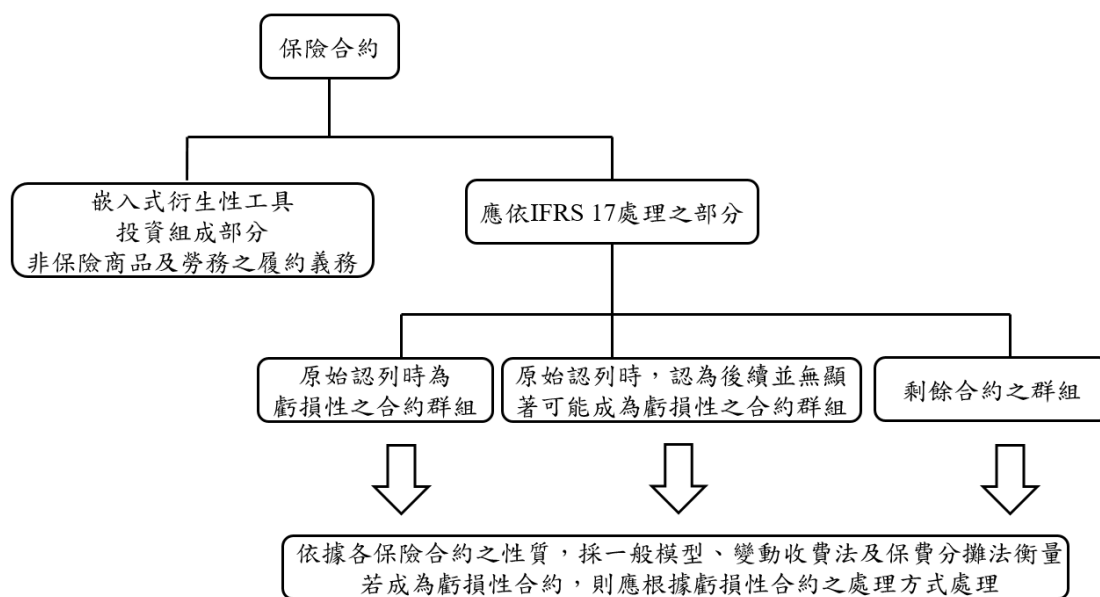 保險合約
嵌入式衍生性工具
投資組成部分
非保險商品及勞務之履約義務
應依IFRS 17處理之部分
原始認列時為
虧損性之合約群組
原始認列時，認為後續並無顯
著可能成為虧損性之合約群組
剩餘合約之群組
依據各保險合約之性質，採一般模型、變動收費法及保費分攤法衡量
若成為虧損性合約，則應根據虧損性合約之處理方式處理